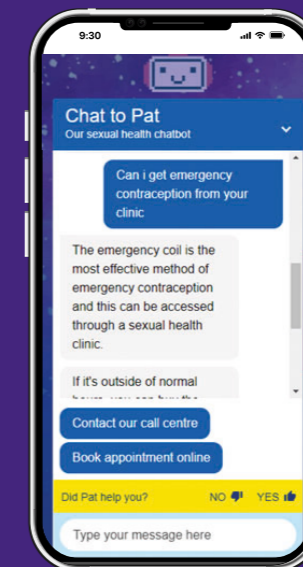 9:30
Chat to Pat
Our sexual health chatbot
Can i get emergency
contraception from your
clinic
The emergency coil is the
most effective method of
emergency contraception
and this can be accessed
through a sexual health
clinic.
If it's outside of normal
hours, you can buy the
Contact our call centre
Book appointment online
Did Pat help you? NO YES
Type your message here